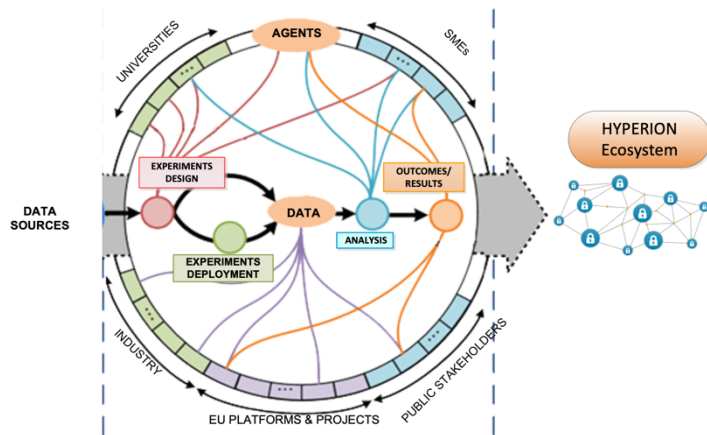 AGENTS
UNIVERSITIES
SMEs
HYPERION
Ecosystem
EXPERIMENTS
DESIGN
OUTCOMES/
RESULTS
DATA
SOURCES
DATA
ANALYSIS
EXPERIMENTS
DEPLOYMENT
INDUSTRY
PUBLIC STAKEHOLDERS
EU PLATFORMS & PROJECTS